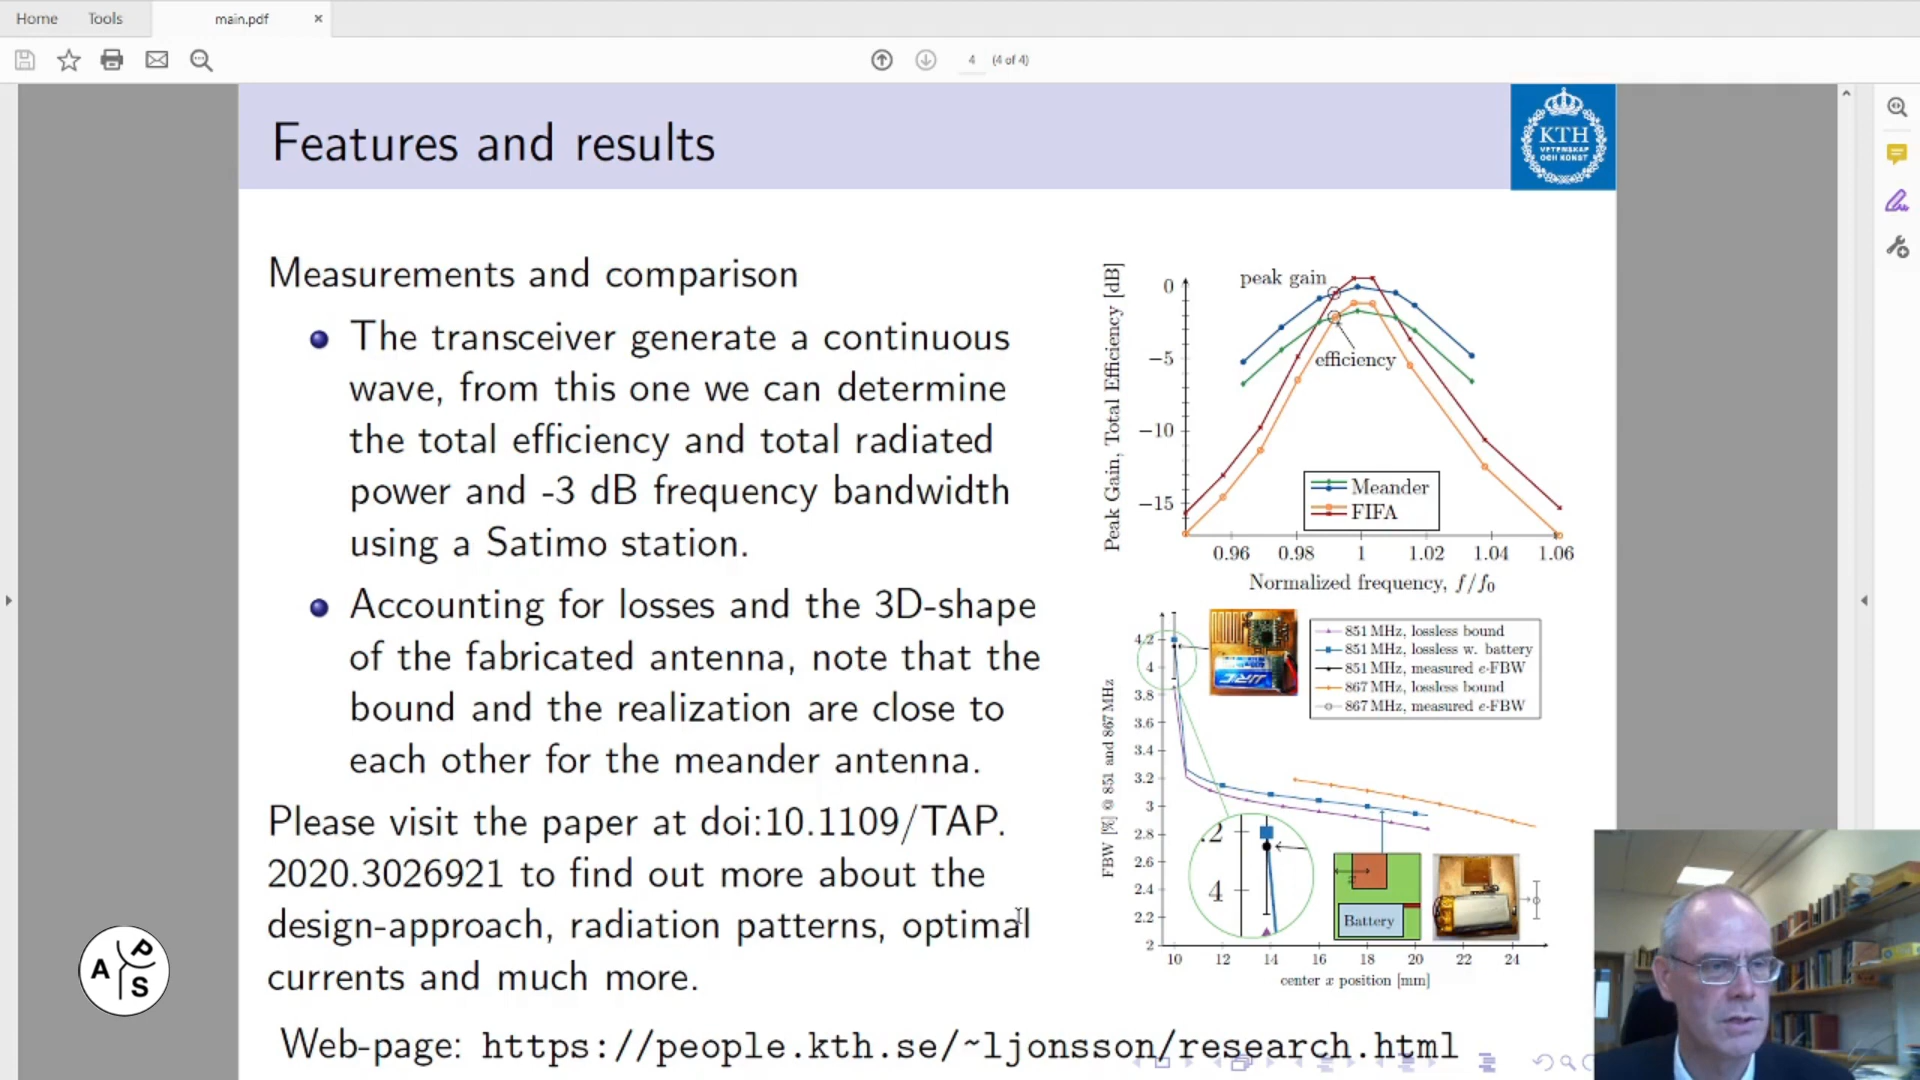 Home Tools main.pdf ×
4 (4 of 4)
Features and results
KTH
VETENSKAP
OCH KONST
Measurements and comparison
The transceiver generate a continuous
wave, from this one we can determine
the total efficiency and total radiated
power and -3 dB frequency bandwidth
using a Satimo station.
Accounting for losses and the 3D-shape
of the fabricated antenna, note that the
bound and the realization are close to
each other for the meander antenna.
Please visit the paper at doi:10.1109/TAP.
2020.3026921 to find out more about the
design-approach, radiation patterns, optimal
currents and much more.
Web-page: https://people.kth.se/~ljonsson/research.html
Peak Gain, Total Efficiency [dB]
0
−5
−10
−15
peak gain
efficiency
Meander
FIFA
0.96 0.98 1 1.02 1.04 1.06
Normalized frequency, f/f₀
FBW [%] @ 851 and 867 MHz
4.2
4
3.8
3.6
3.4
3.2
3
2.8
2.6
2.4
2.2
2
851 MHz, lossless bound
851 MHz, lossless w. battery
851 MHz, measured e-FBW
867 MHz, lossless bound
867 MHz, measured e-FBW
.2
4
x
Battery
10 12 14 16 18 20 22 24
center x position [mm]
A P S